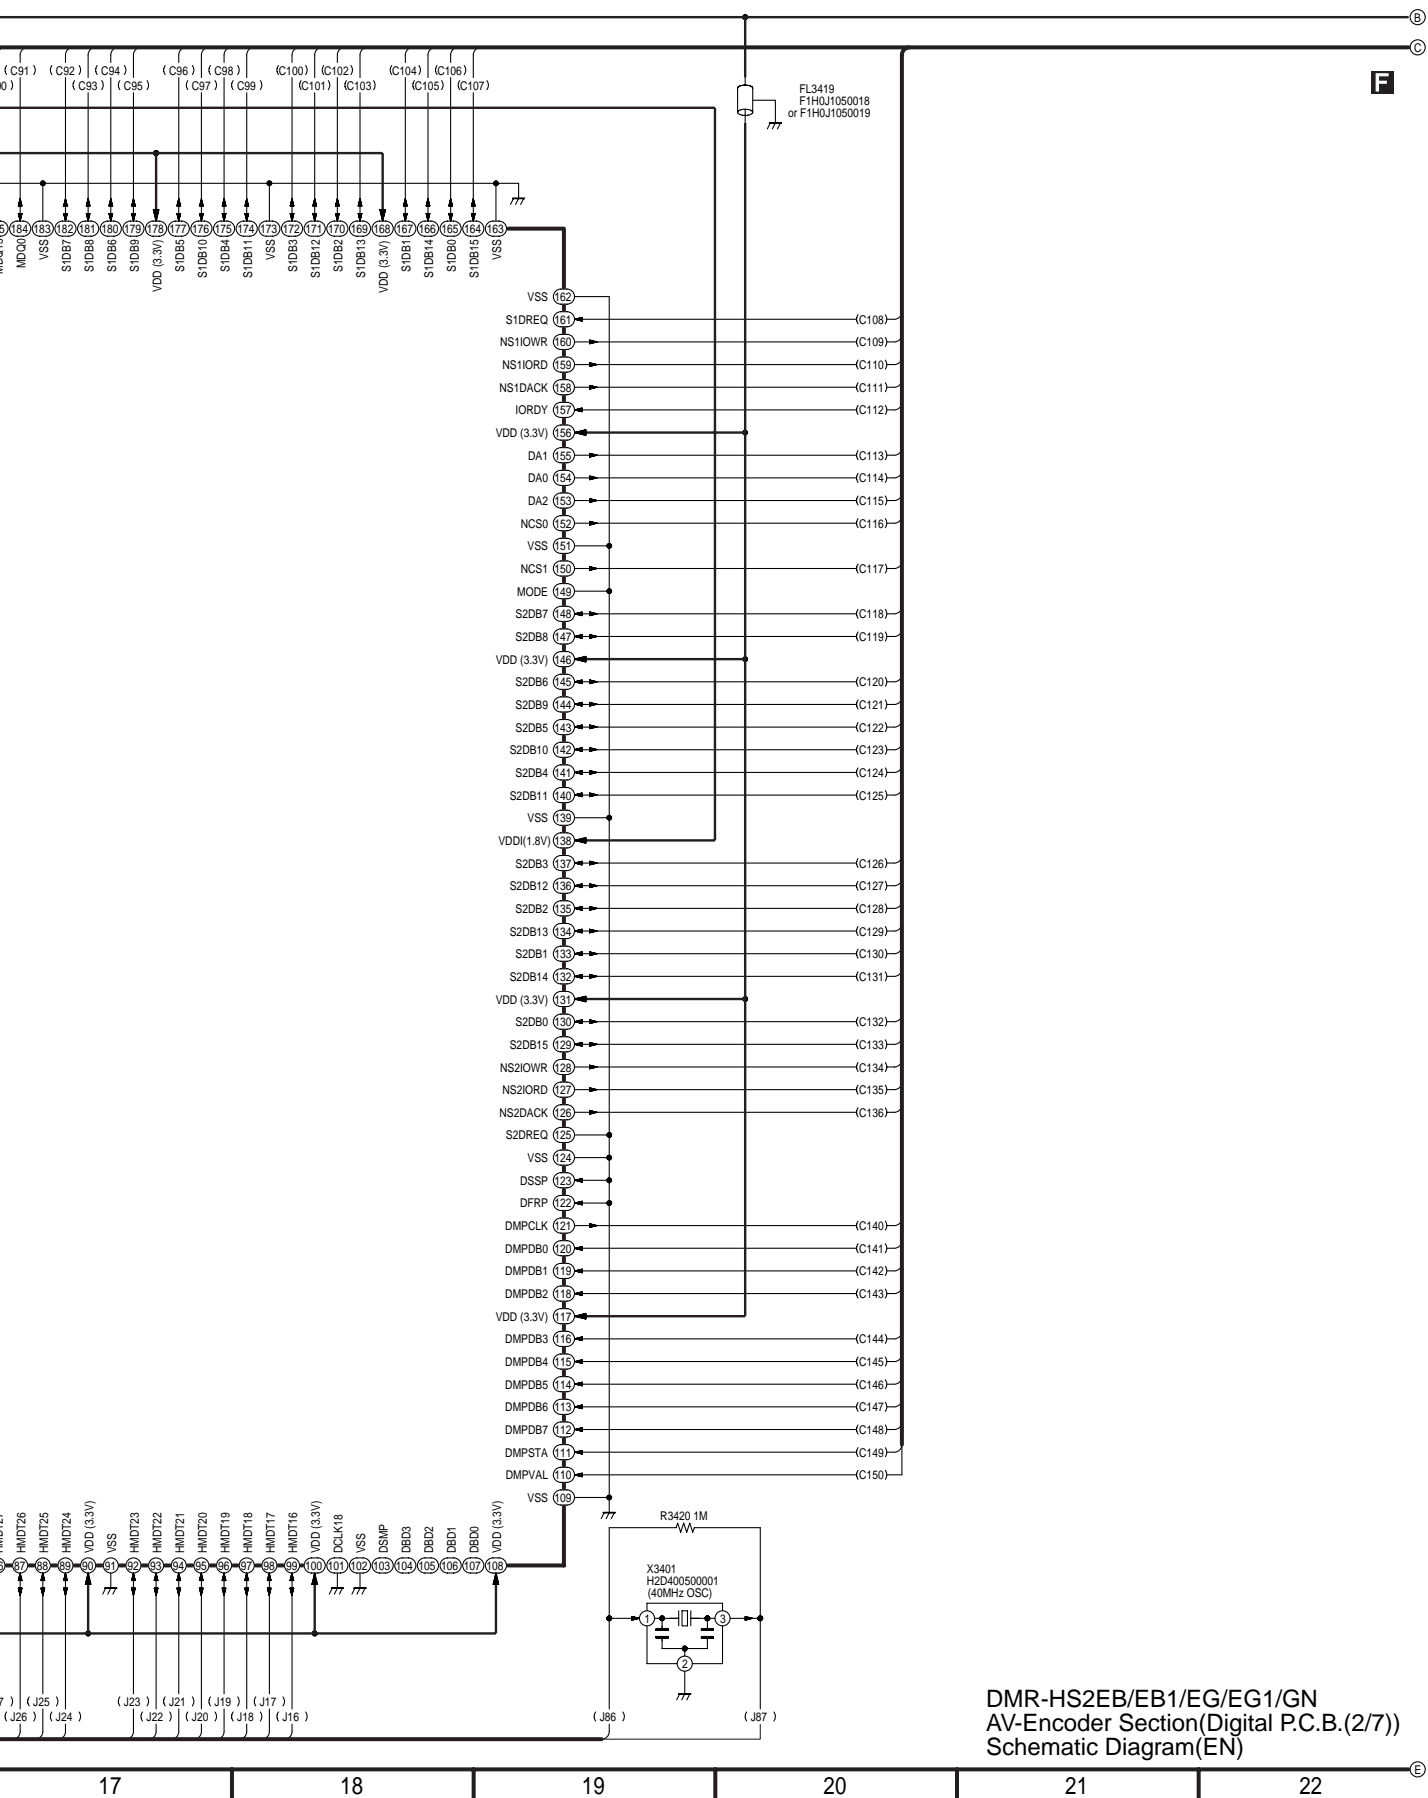 B
C
F
(C91) (C92) (C94) (C96) (C98) (C100) (C102) (C104) (C106)
(C93) (C95) (C97) (C99) (C101) (C103) (C105) (C107)
FL3419
F1H0J1050018
or F1H0J1050019
184 183 182 181 180 179 178 177 176 175 174 173 172 171 170 169 168 167 166 165 164 163
MDQ0 VSS S1DB7 S1DB8 S1DB6 S1DB9 VDD (3.3V) S1DB5 S1DB10 S1DB4 S1DB11 VSS S1DB3 S1DB12 S1DB2 S1DB13 VDD (3.3V) S1DB1 S1DB14 S1DB0 S1DB15 VSS
VSS 162
S1DREQ 161 (C108)
NS1IOWR 160 (C109)
NS1IORD 159 (C110)
NS1DACK 158 (C111)
IORDY 157 (C112)
VDD (3.3V) 156
DA1 155 (C113)
DA0 154 (C114)
DA2 153 (C115)
NCS0 152 (C116)
VSS 151
NCS1 150 (C117)
MODE 149
S2DB7 148 (C118)
S2DB8 147 (C119)
VDD (3.3V) 146
S2DB6 145 (C120)
S2DB9 144 (C121)
S2DB5 143 (C122)
S2DB10 142 (C123)
S2DB4 141 (C124)
S2DB11 140 (C125)
VSS 139
VDDI(1.8V) 138
S2DB3 137 (C126)
S2DB12 136 (C127)
S2DB2 135 (C128)
S2DB13 134 (C129)
S2DB1 133 (C130)
S2DB14 132 (C131)
VDD (3.3V) 131
S2DB0 130 (C132)
S2DB15 129 (C133)
NS2IOWR 128 (C134)
NS2IORD 127 (C135)
NS2DACK 126 (C136)
S2DREQ 125
VSS 124
DSSP 123
DFRP 122
DMPCLK 121 (C140)
DMPDB0 120 (C141)
DMPDB1 119 (C142)
DMPDB2 118 (C143)
VDD (3.3V) 117
DMPDB3 116 (C144)
DMPDB4 115 (C145)
DMPDB5 114 (C146)
DMPDB6 113 (C147)
DMPDB7 112 (C148)
DMPSTA 111 (C149)
DMPVAL 110 (C150)
VSS 109
HMDT26 HMDT25 HMDT24 VDD (3.3V) VSS HMDT23 HMDT22 HMDT21 HMDT20 HMDT19 HMDT18 HMDT17 HMDT16 VDD (3.3V) DCLK18 VSS DSMP DBD3 DBD2 DBD1 DBD0 VDD (3.3V)
87 88 89 90 91 92 93 94 95 96 97 98 99 100 101 102 103 104 105 106 107 108
R3420 1M
X3401
H2D400500001
(40MHz OSC)
1 3
2
(J25) (J23) (J21) (J19) (J17)
(J26) (J24) (J22) (J20) (J18) (J16) (J86) (J87)
DMR-HS2EB/EB1/EG/EG1/GN
AV-Encoder Section(Digital P.C.B.(2/7))
Schematic Diagram(EN)
E
17 18 19 20 21 22